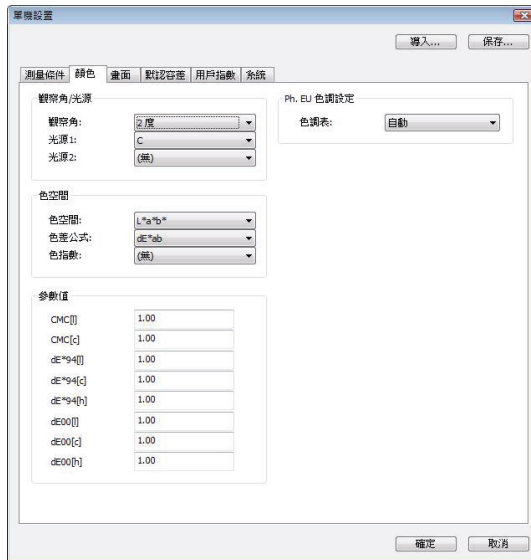 單機設置
導入... 保存...
測量條件 顏色 畫面 默認容差 用戶指數 系統
觀察角/光源
觀察角: 2 度
光源1: C
光源2: (無)
Ph. EU 色調設定
色調表: 自動
色空間
色空間: L*a*b*
色差公式: dE*ab
色指數: (無)
參數值
CMC[l] 1.00
CMC[c] 1.00
dE*94[l] 1.00
dE*94[c] 1.00
dE*94[h] 1.00
dE00[l] 1.00
dE00[c] 1.00
dE00[h] 1.00
確定 取消